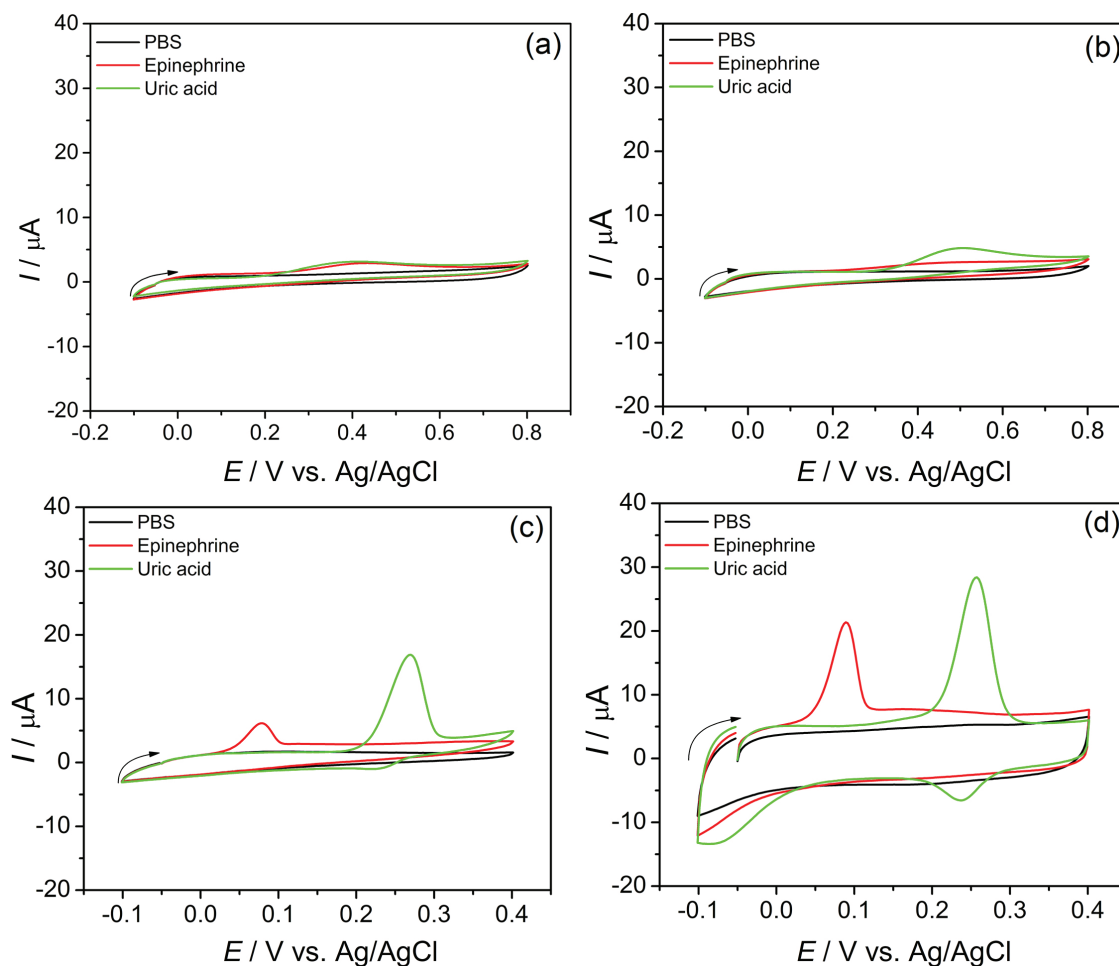 (a)
PBS
Epinephrine
Uric acid
40
30
20
10
0
-10
-20
I / μA
-0.2 0.0 0.2 0.4 0.6 0.8
E / V vs. Ag/AgCl
(b)
PBS
Epinephrine
Uric acid
40
30
20
10
0
-10
-20
I / μA
-0.2 0.0 0.2 0.4 0.6 0.8
E / V vs. Ag/AgCl
(c)
PBS
Epinephrine
Uric acid
40
30
20
10
0
-10
-20
I / μA
-0.1 0.0 0.1 0.2 0.3 0.4
E / V vs. Ag/AgCl
(d)
PBS
Epinephrine
Uric acid
40
30
20
10
0
-10
-20
I / μA
-0.1 0.0 0.1 0.2 0.3 0.4
E / V vs. Ag/AgCl